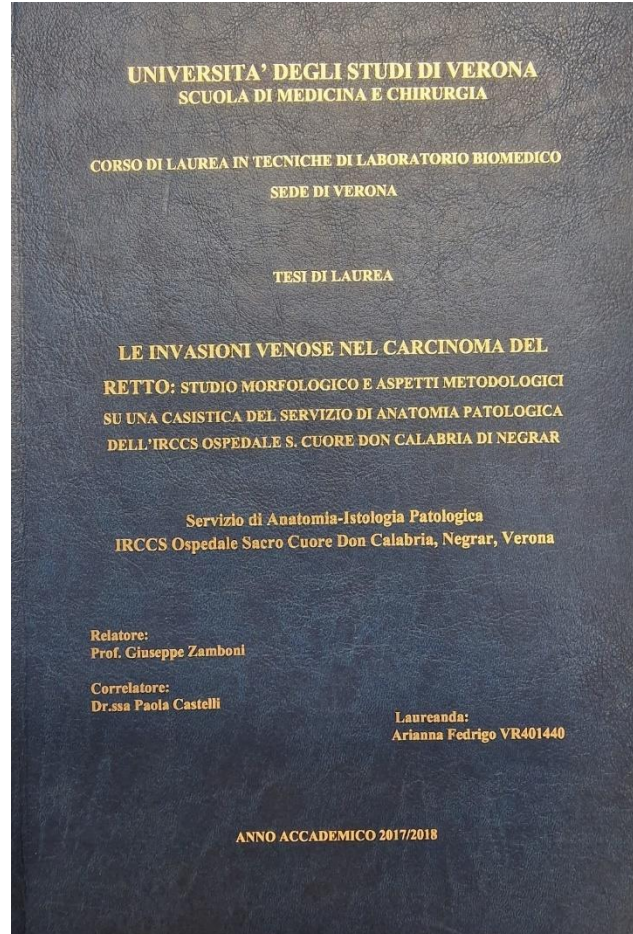 UNIVERSITA' DEGLI STUDI DI VERONA
SCUOLA DI MEDICINA E CHIRURGIA
CORSO DI LAUREA IN TECNICHE DI LABORATORIO BIOMEDICO
SEDE DI VERONA
TESI DI LAUREA
LE INVASIONI VENOSE NEL CARCINOMA DEL
RETTO: STUDIO MORFOLOGICO E ASPETTI METODOLOGICI
SU UNA CASISTICA DEL SERVIZIO DI ANATOMIA PATOLOGICA
DELL'IRCCS OSPEDALE S. CUORE DON CALABRIA DI NEGRAR
Servizio di Anatomia-Istologia Patologica
IRCCS Ospedale Sacro Cuore Don Calabria, Negrar, Verona
Relatore:
Prof. Giuseppe Zamboni
Correlatore:
Dr.ssa Paola Castelli
Laureanda:
Arianna Fedrigo VR401440
ANNO ACCADEMICO 2017/2018